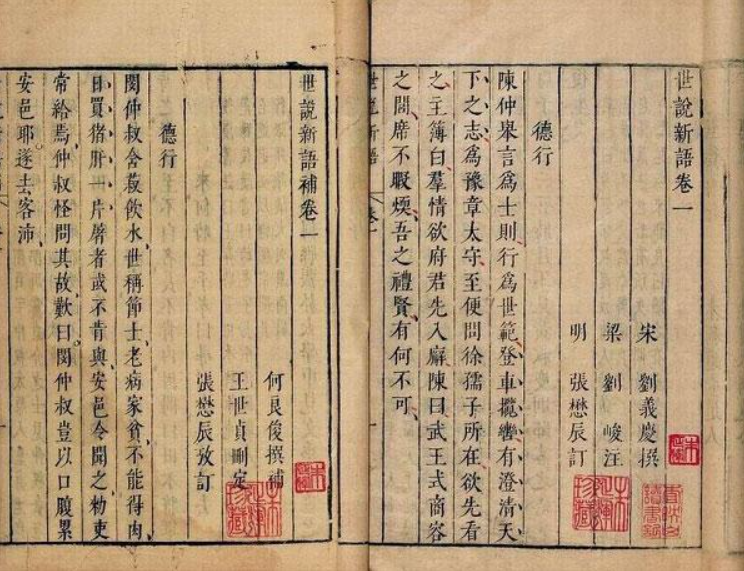 世說新語卷一
宋 劉義慶撰
梁 劉 峻注
明 張懋辰訂
德行
陳仲舉言爲士則行爲世範登車攬轡有澄清天
下之志爲豫章太守至便問徐孺子所在欲先看
之主簿白羣情欲府君先入廨陳曰武王式商容
之閭席不暇煗吾之禮賢有何不可
世說新語 卷一
世說新語補卷一
何良俊撰補
王世貞刪定
張懋辰攷訂
德行
閔仲叔舍菽飲水世稱節士老病家貧不能得肉
日買猪肝一片屠者或不肯與安邑令聞之勑吏
常給焉仲叔怪問其故歎曰閔仲叔豈以口腹累
安邑耶遂去客沛